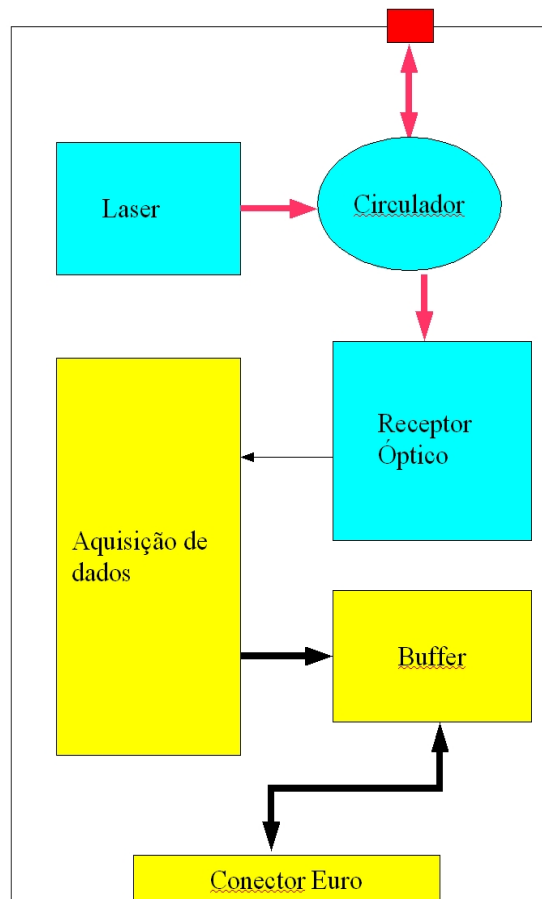 Laser
Circulador
Receptor
Óptico
Aquisição de
dados
Buffer
Conector Euro